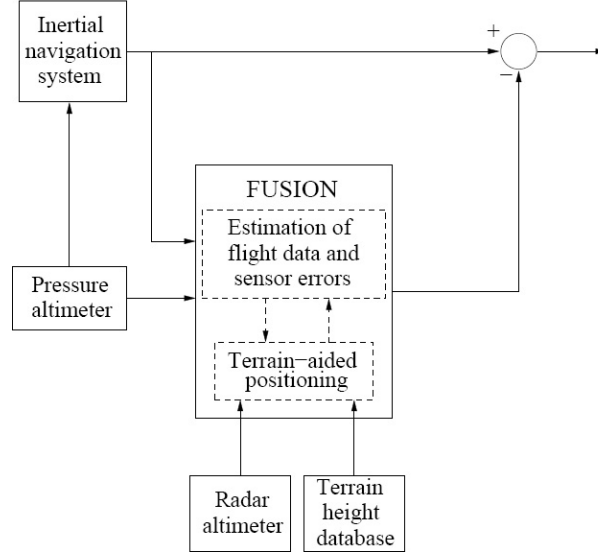 Inertial
navigation
system
+
−
FUSION
Estimation of
flight data and
sensor errors
Pressure
altimeter
Terrain−aided
positioning
Radar
altimeter
Terrain
height
database